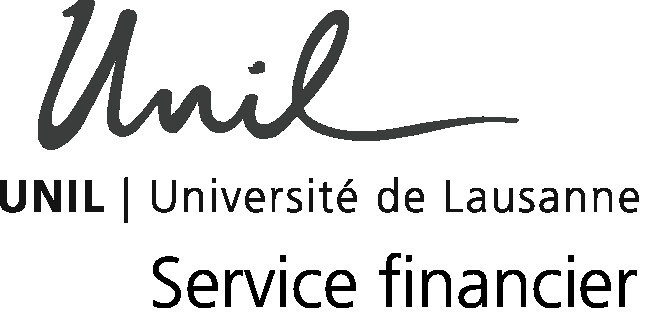 Unil
UNIL | Université de Lausanne
Service financier